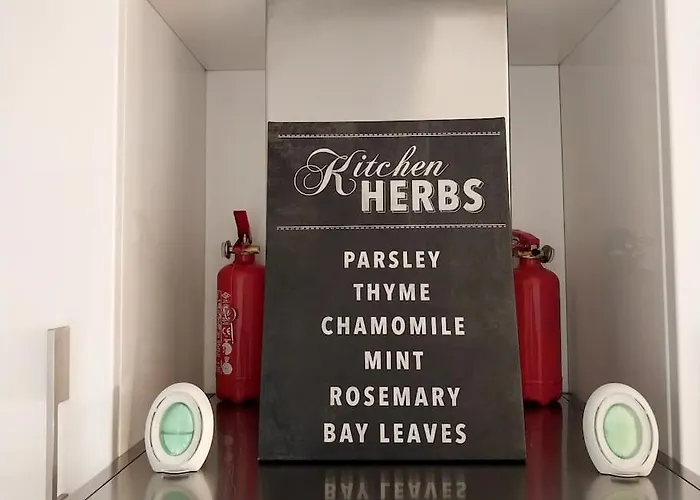 Kitchen
HERBS
PARSLEY
THYME
CHAMOMILE
MINT
ROSEMARY
BAY LEAVES